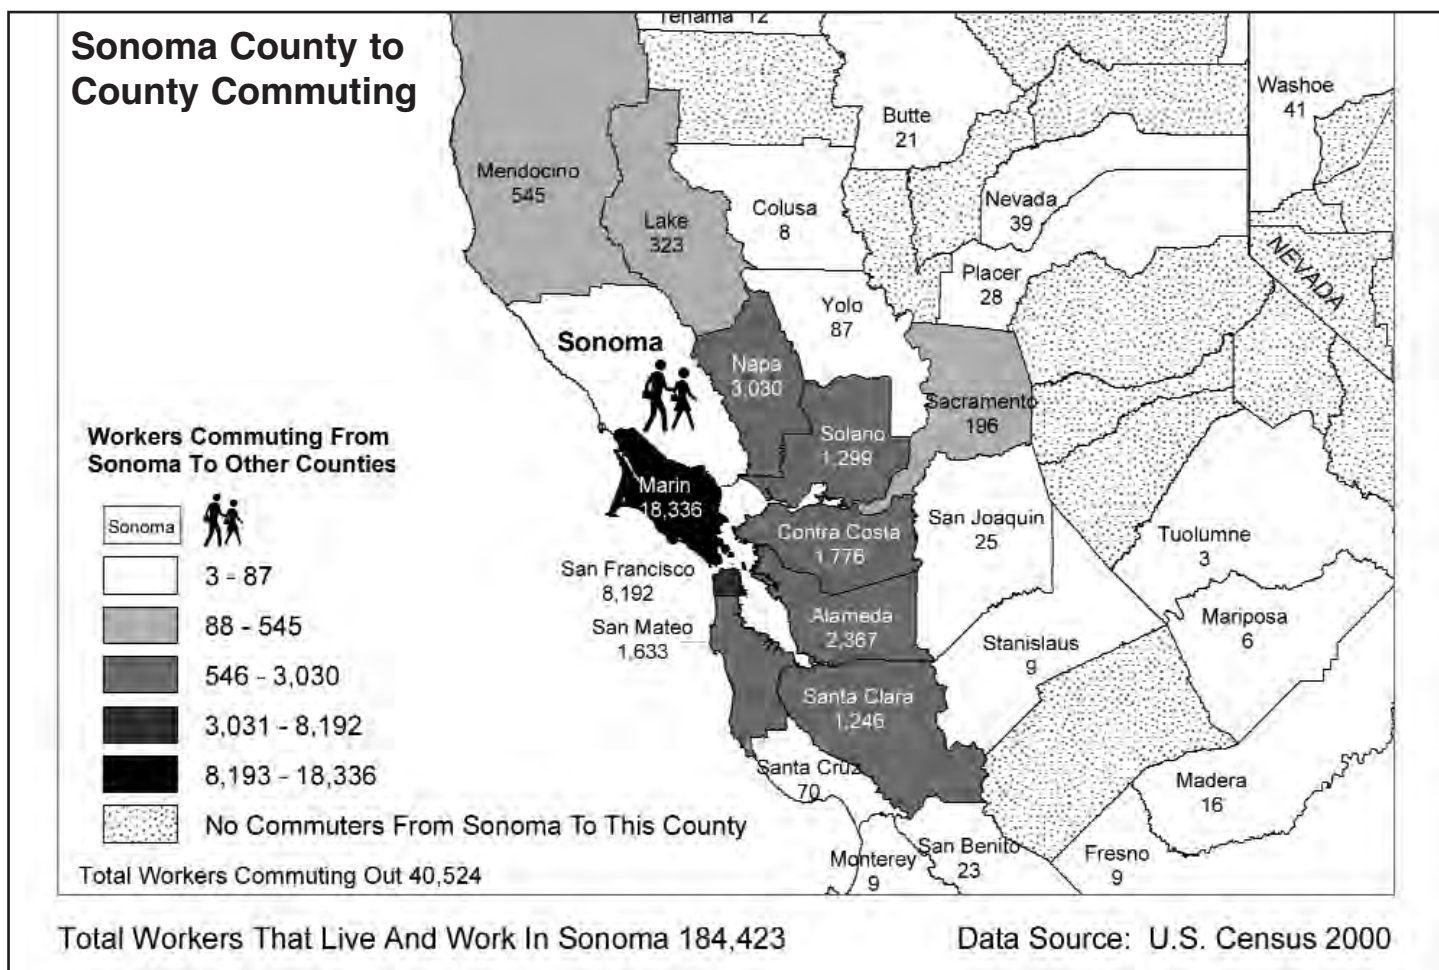 Sonoma County to
County Commuting
Tehama 12
Washoe
41
Butte
21
Mendocino
545
Lake
323
Colusa
8
Nevada
39
Placer
28
NEVADA
Yolo
87
Sonoma
Napa
3,030
Sacramento
196
Solano
1,299
Marin
18,336
Contra Costa
1,776
San Joaquin
25
Tuolumne
3
San Francisco
8,192
Alameda
2,367
San Mateo
1,633
Stanislaus
9
Mariposa
6
Santa Clara
1,246
Santa Cruz
70
Madera
16
Monterey
9
San Benito
23
Fresno
9
Workers Commuting From
Sonoma To Other Counties
Sonoma
3 - 87
88 - 545
546 - 3,030
3,031 - 8,192
8,193 - 18,336
No Commuters From Sonoma To This County
Total Workers Commuting Out 40,524
Total Workers That Live And Work In Sonoma 184,423
Data Source: U.S. Census 2000